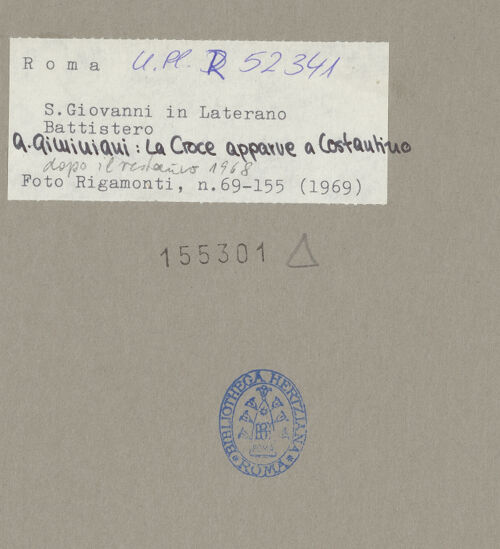 Roma U.Pl. D 52341
S.Giovanni in Laterano
Battistero
G. Gimignani: La Croce apparve a Costantino
dopo il restauro 1968
Foto Rigamonti, n.69-155 (1969)
155301
BIBLIOTHECA HERTZIANA
ROMA